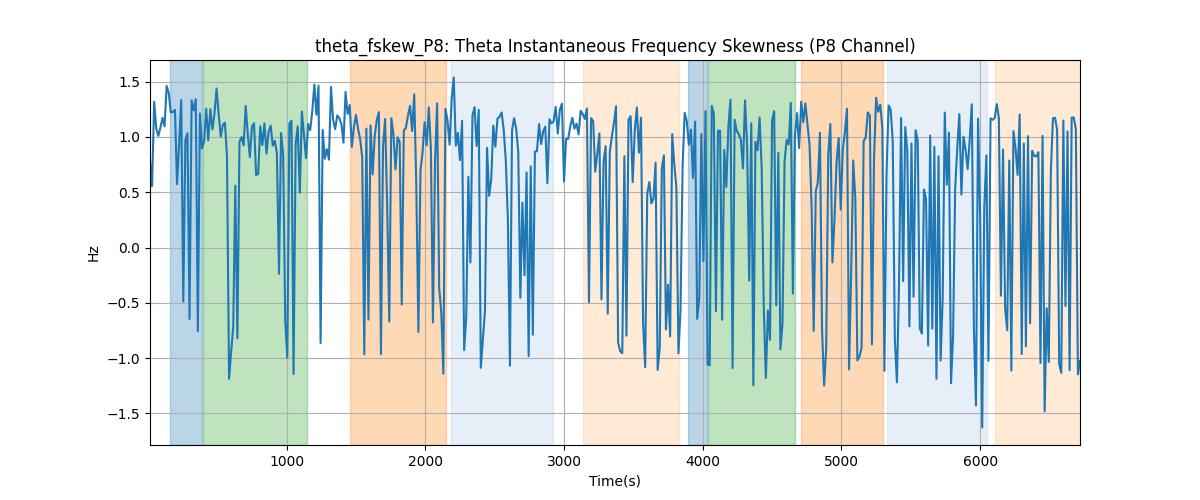 theta_fskew_P8: Theta Instantaneous Frequency Skewness (P8 Channel)
1.5
1.0
0.5
0.0
−0.5
−1.0
−1.5
Hz
1000 2000 3000 4000 5000 6000
Time(s)